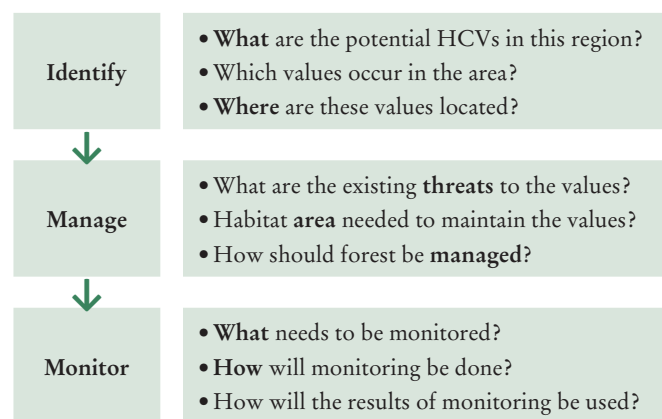 Identify
• What are the potential HCVs in this region?
• Which values occur in the area?
• Where are these values located?
Manage
• What are the existing threats to the values?
• Habitat area needed to maintain the values?
• How should forest be managed?
Monitor
• What needs to be monitored?
• How will monitoring be done?
• How will the results of monitoring be used?